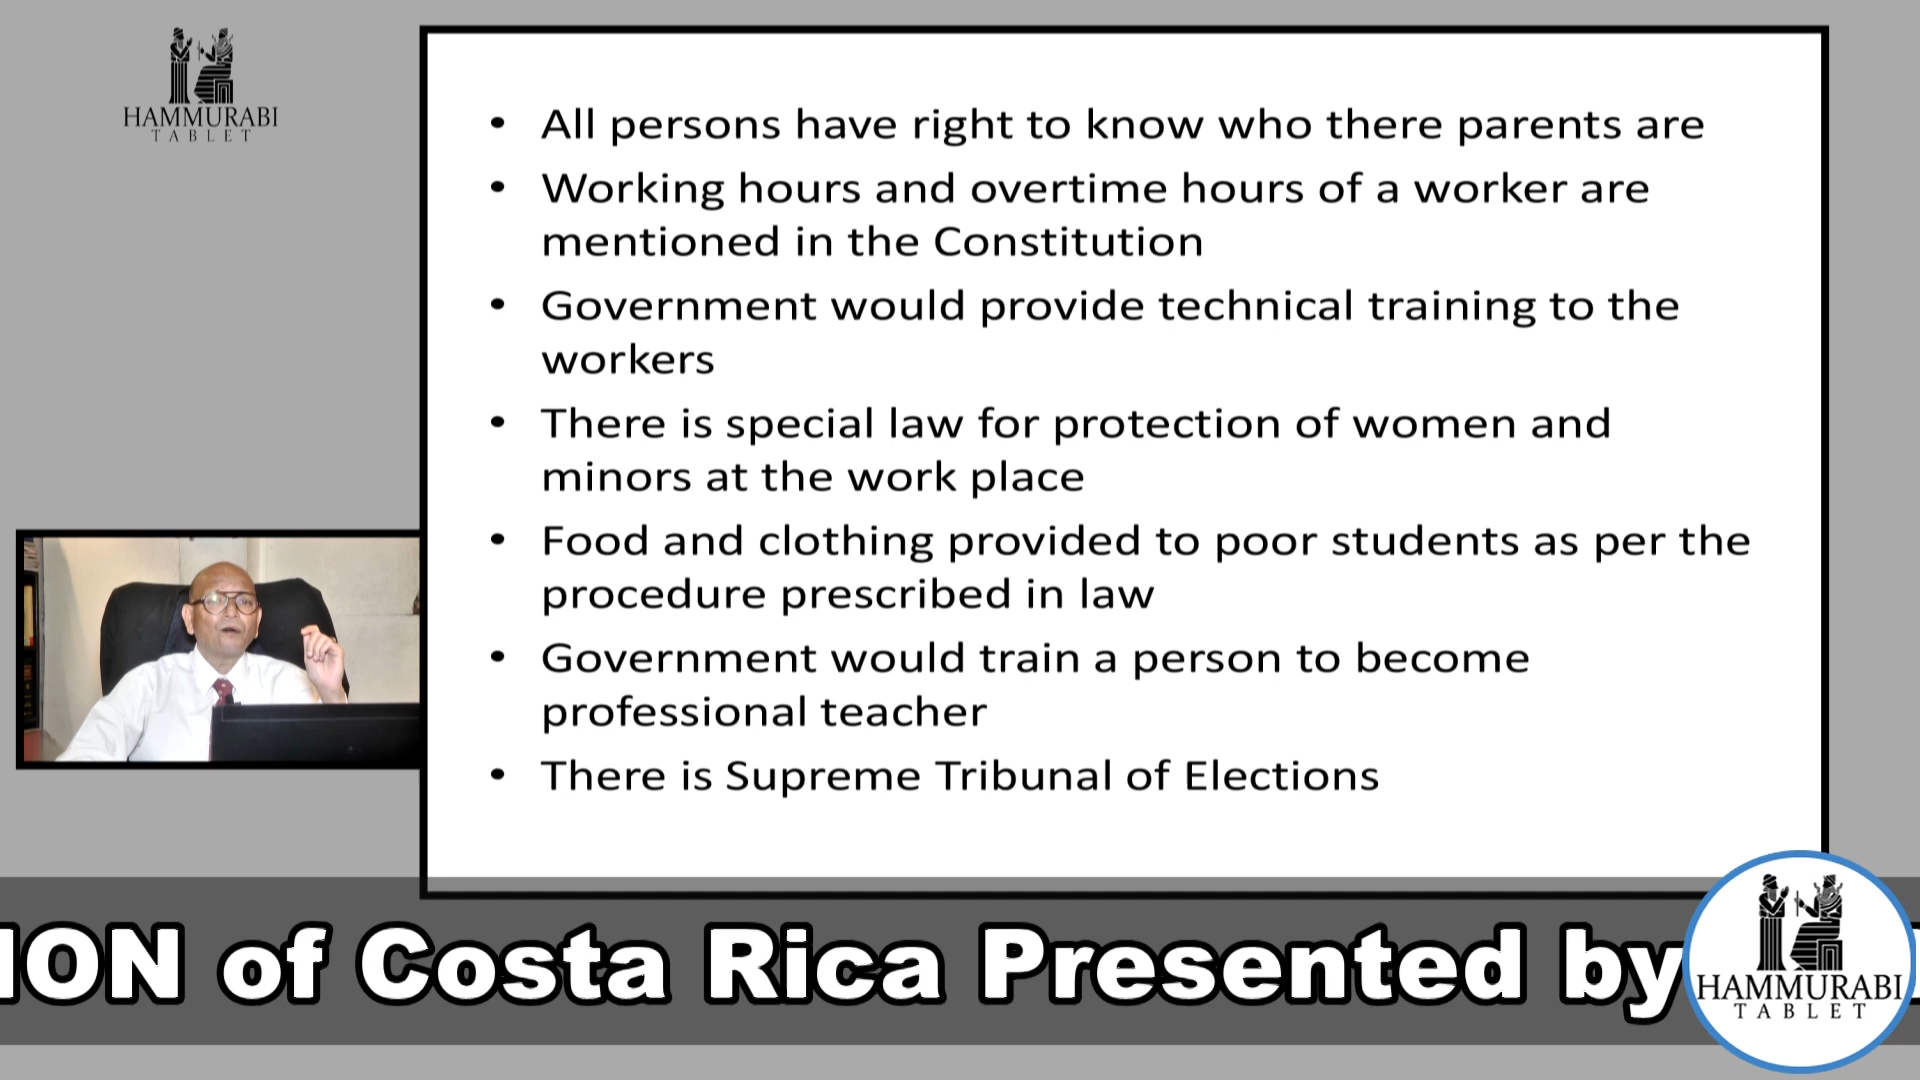 HAMMURABI
TABLET
• All persons have right to know who there parents are
• Working hours and overtime hours of a worker are
mentioned in the Constitution
• Government would provide technical training to the
workers
• There is special law for protection of women and
minors at the work place
• Food and clothing provided to poor students as per the
procedure prescribed in law
• Government would train a person to become
professional teacher
• There is Supreme Tribunal of Elections
ION of Costa Rica Presented by
HAMMURABI
TABLET